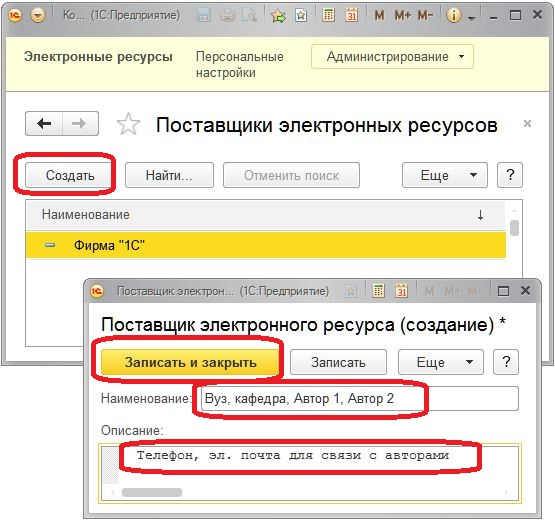 Ко... (1С:Предприятие)
M M+ M-
Электронные ресурсы
Персональные
настройки
Администрирование
Поставщики электронных ресурсов
Создать
Найти...
Отменить поиск
Еще
?
Наименование
Фирма "1С"
Поставщик электрон... (1С:Предприятие)
M M+ M-
Поставщик электронного ресурса (создание) *
Записать и закрыть
Записать
Еще
?
Наименование: Вуз, кафедра, Автор 1, Автор 2
Описание:
Телефон, эл. почта для связи с авторами